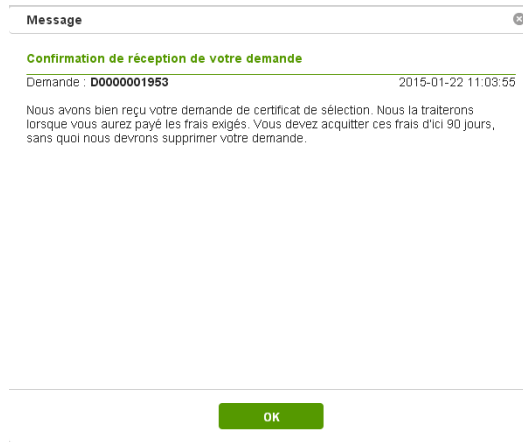 Message
Confirmation de réception de votre demande
Demande : D0000001953 2015-01-22 11:03:55
Nous avons bien reçu votre demande de certificat de sélection. Nous la traiterons
lorsque vous aurez payé les frais exigés. Vous devez acquitter ces frais d'ici 90 jours,
sans quoi nous devrons supprimer votre demande.
OK